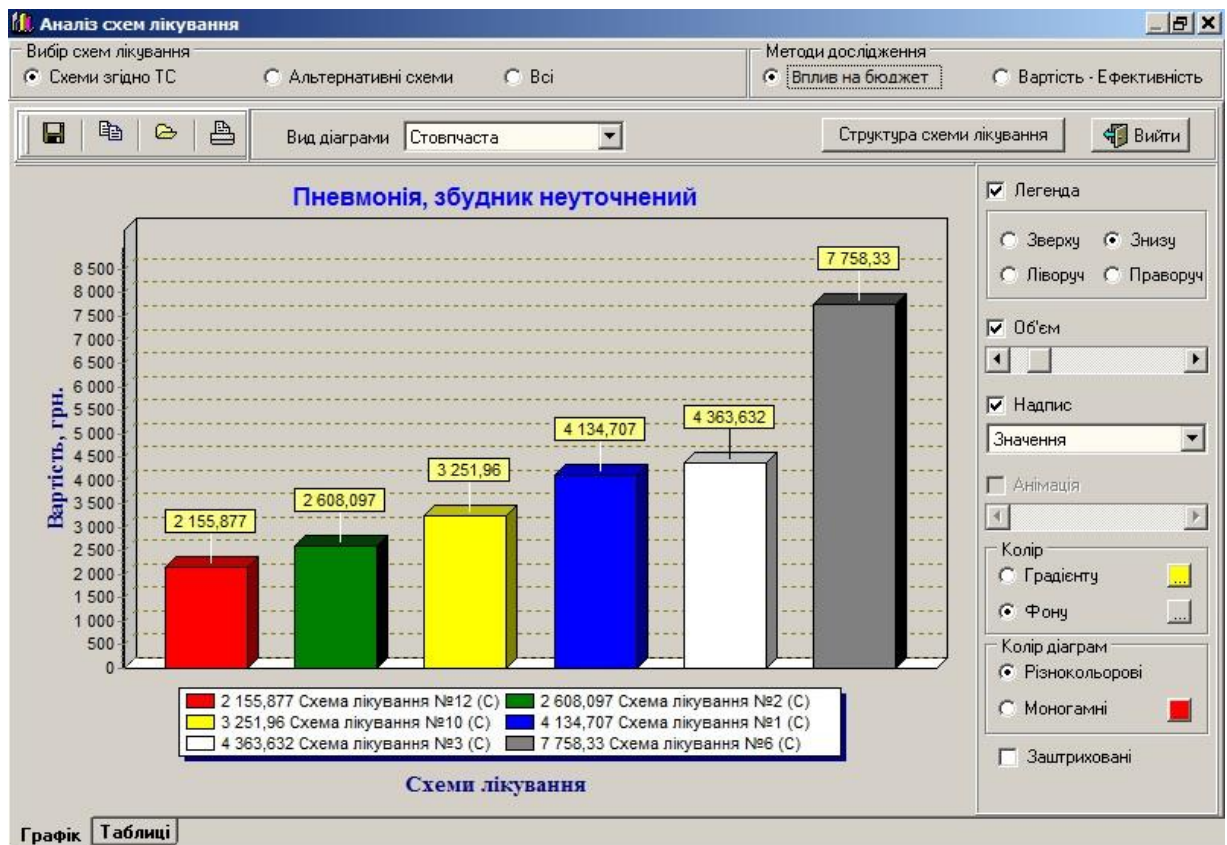 Аналіз схем лікування
Вибір схем лікування
Схеми згідно ТС Альтернативні схеми Всі
Методи дослідження
Вплив на бюджет Вартість - Ефективність
Вид діаграми Стовпчаста Структура схеми лікування Вийти
Пневмонія, збудник неуточнений
Вартість, грн.
8 500
8 000
7 500
7 000
6 500
6 000
5 500
5 000
4 500
4 000
3 500
3 000
2 500
2 000
1 500
1 000
500
0
2 155,877
2 608,097
3 251,96
4 134,707
4 363,632
7 758,33
2 155,877 Схема лікування №12 (С) 2 608,097 Схема лікування №2 (С)
3 251,96 Схема лікування №10 (С) 4 134,707 Схема лікування №1 (С)
4 363,632 Схема лікування №3 (С) 7 758,33 Схема лікування №6 (С)
Схеми лікування
Легенда
Зверху Знизу
Ліворуч Праворуч
Об'єм
Надпис
Значення
Анімація
Колір
Градієнту ...
Фону ...
Колір діаграм
Різнокольорові
Моногамні
Заштриховані
Графік Таблиці